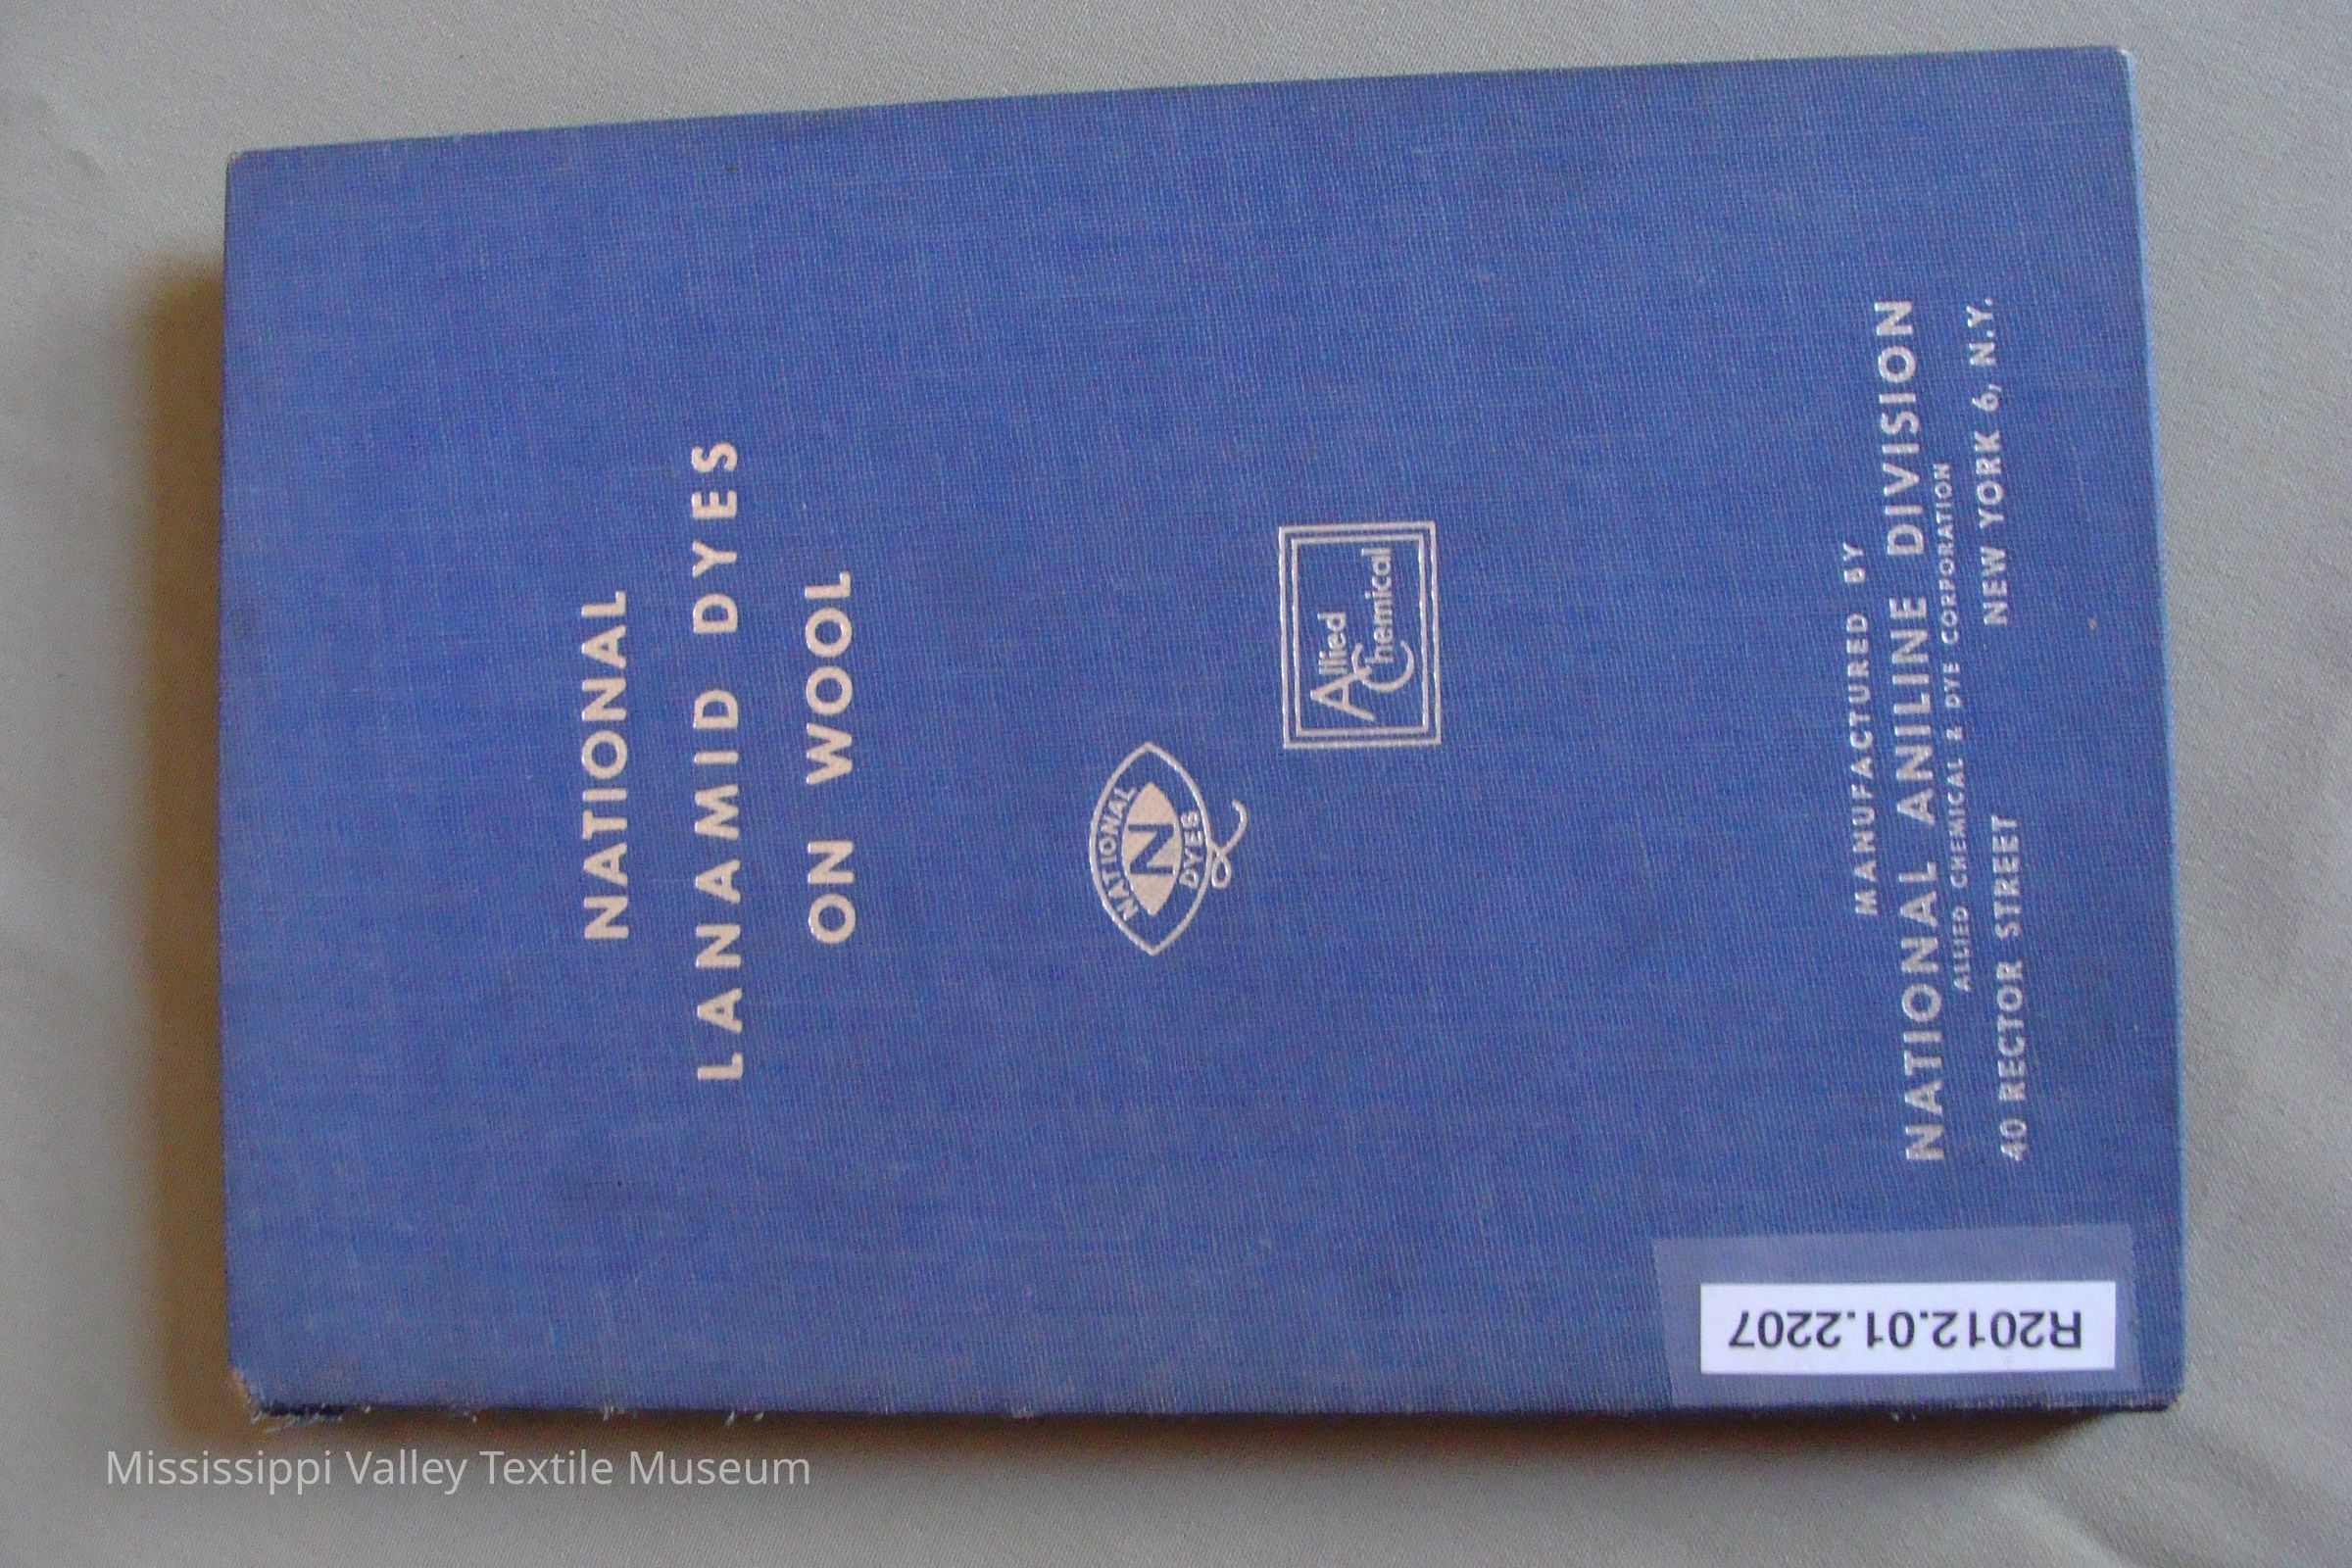 NATIONAL
LANAMID DYES
ON WOOL
NATIONAL
N
DYES
Allied
Chemical
MANUFACTURED BY
NATIONAL ANILINE DIVISION
ALLIED CHEMICAL & DYE CORPORATION
40 RECTOR STREET NEW YORK 6, N.Y.
R2012.01.2207
Mississippi Valley Textile Museum